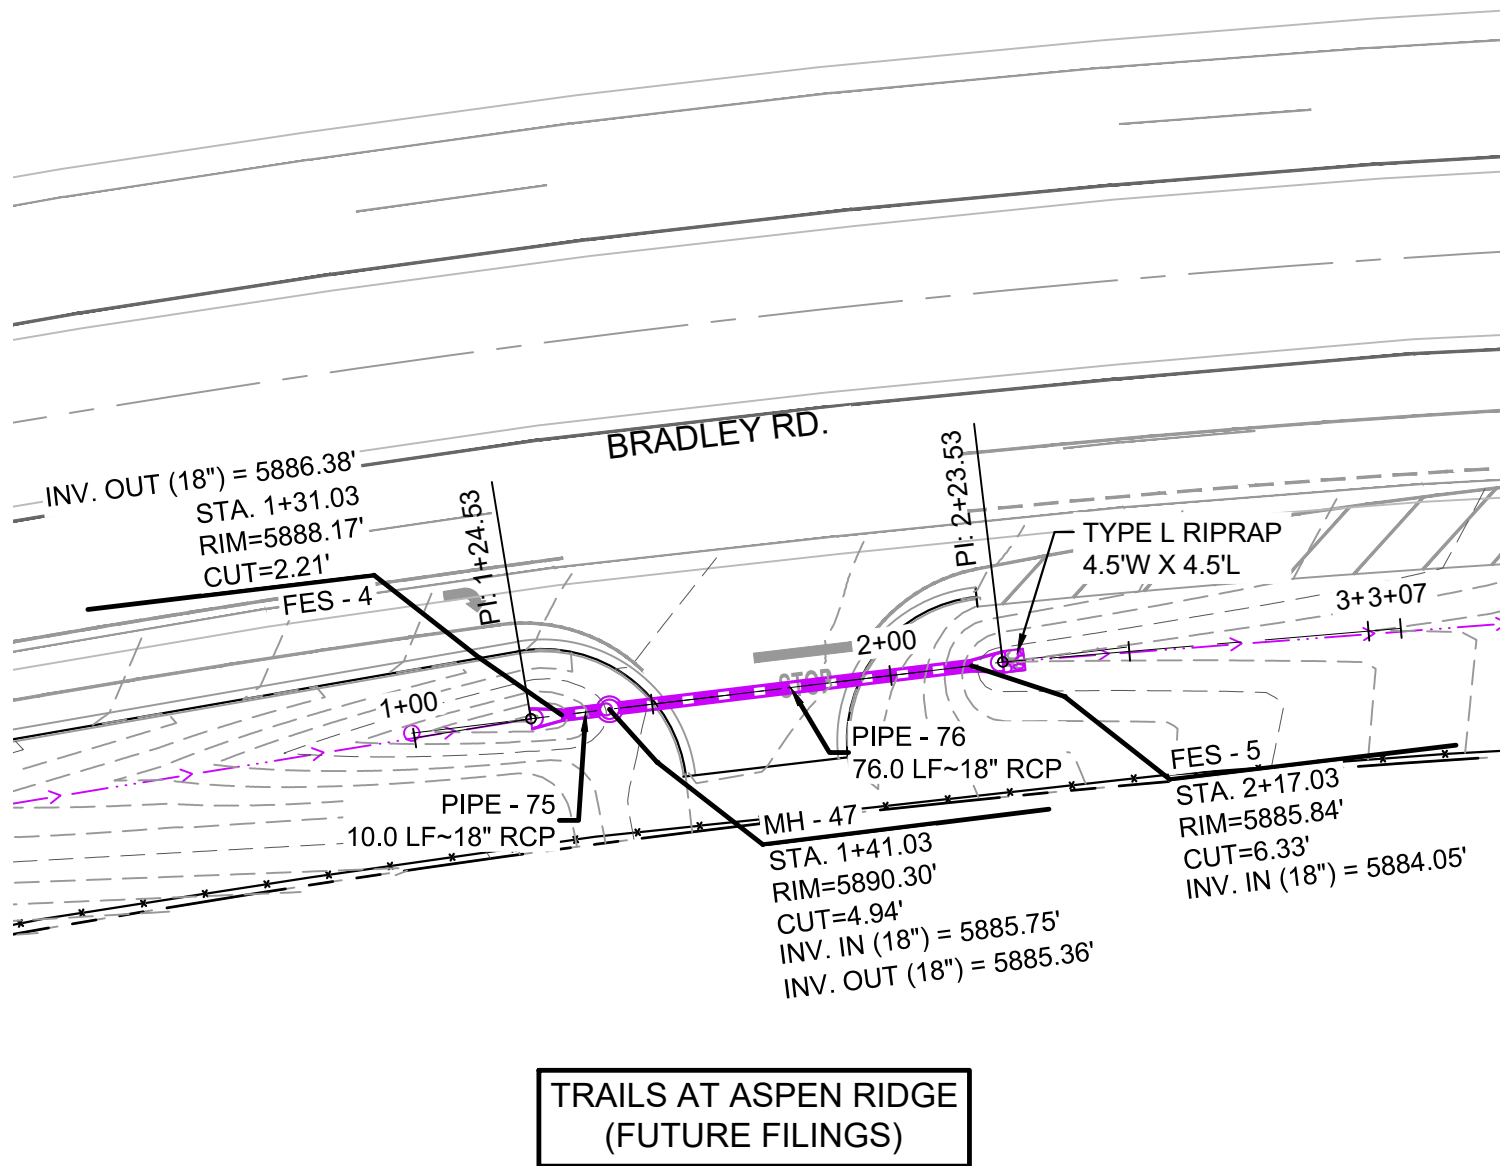 BRADLEY RD.
INV. OUT (18") = 5886.38'
STA. 1+31.03
RIM=5888.17'
CUT=2.21'
FES - 4
PI: 1+24.53
PI: 2+23.53
TYPE L RIPRAP
4.5'W X 4.5'L
3+3+07
1+00
2+00
STOP
PIPE - 76
76.0 LF~18" RCP
PIPE - 75
10.0 LF~18" RCP
MH - 47
STA. 1+41.03
RIM=5890.30'
CUT=4.94'
INV. IN (18") = 5885.75'
INV. OUT (18") = 5885.36'
FES - 5
STA. 2+17.03
RIM=5885.84'
CUT=6.33'
INV. IN (18") = 5884.05'
TRAILS AT ASPEN RIDGE
(FUTURE FILINGS)